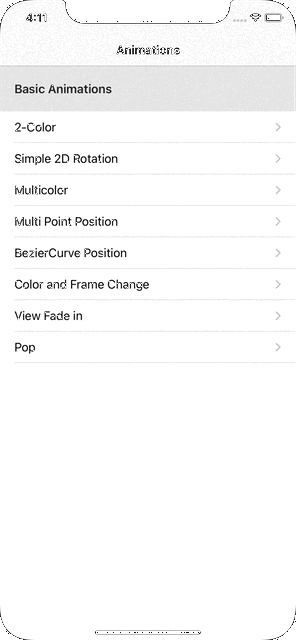 4:11
Animations
Basic Animations
2-Color
Simple 2D Rotation
Multicolor
Multi Point Position
BezierCurve Position
Color and Frame Change
View Fade in
Pop